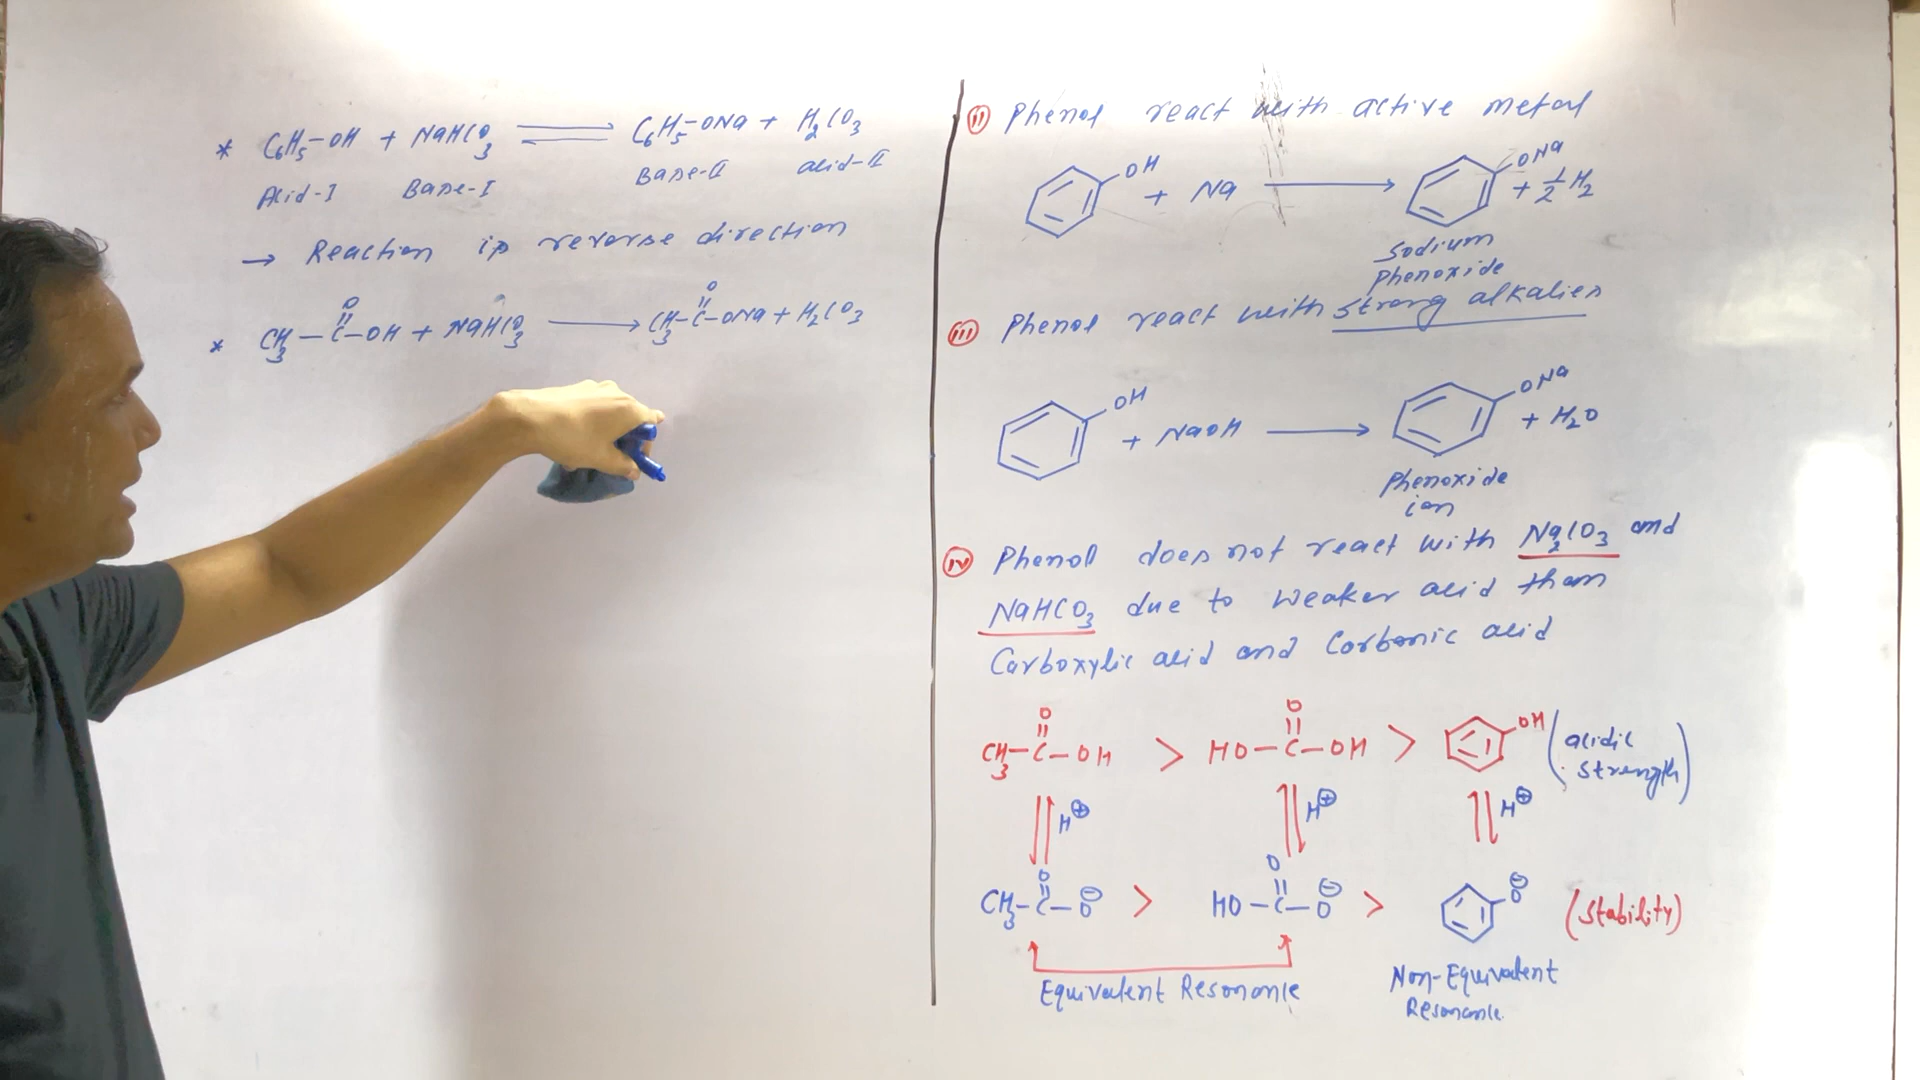 * C6H5-OH + NaHCO3 ⇌ C6H5-ONa + H2CO3
Acid-I Base-I Base-II acid-II
→ Reaction is reverse direction
O O
* CH3-C-OH + NaHCO3 → CH3-C-ONa + H2CO3
(ii) Phenol react with active metal
OH + Na → ONa + 1/2 H2
Sodium
Phenoxide
(iii) Phenol react with strong alkalies
OH + NaOH → ONa + H2O
Phenoxide
ion
(iv) Phenol does not react with Na2CO3 and
NaHCO3 due to weaker acid than
Carboxylic acid and Carbonic acid
O O
CH3-C-OH > HO-C-OH > OH (acidic
strength)
H⊕ H⊕ H⊕
O O
CH3-C-O⊖ > HO-C-O⊖ > O⊖ (Stability)
Equivalent Resonance
Non-Equivalent
Resonance